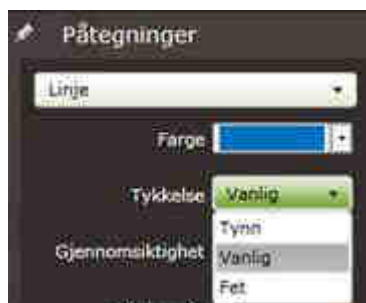 Påtegninger
Linje
Farge
Tykkelse Vanlig
Tynn
Gjennomsiktighet Vanlig
Fet